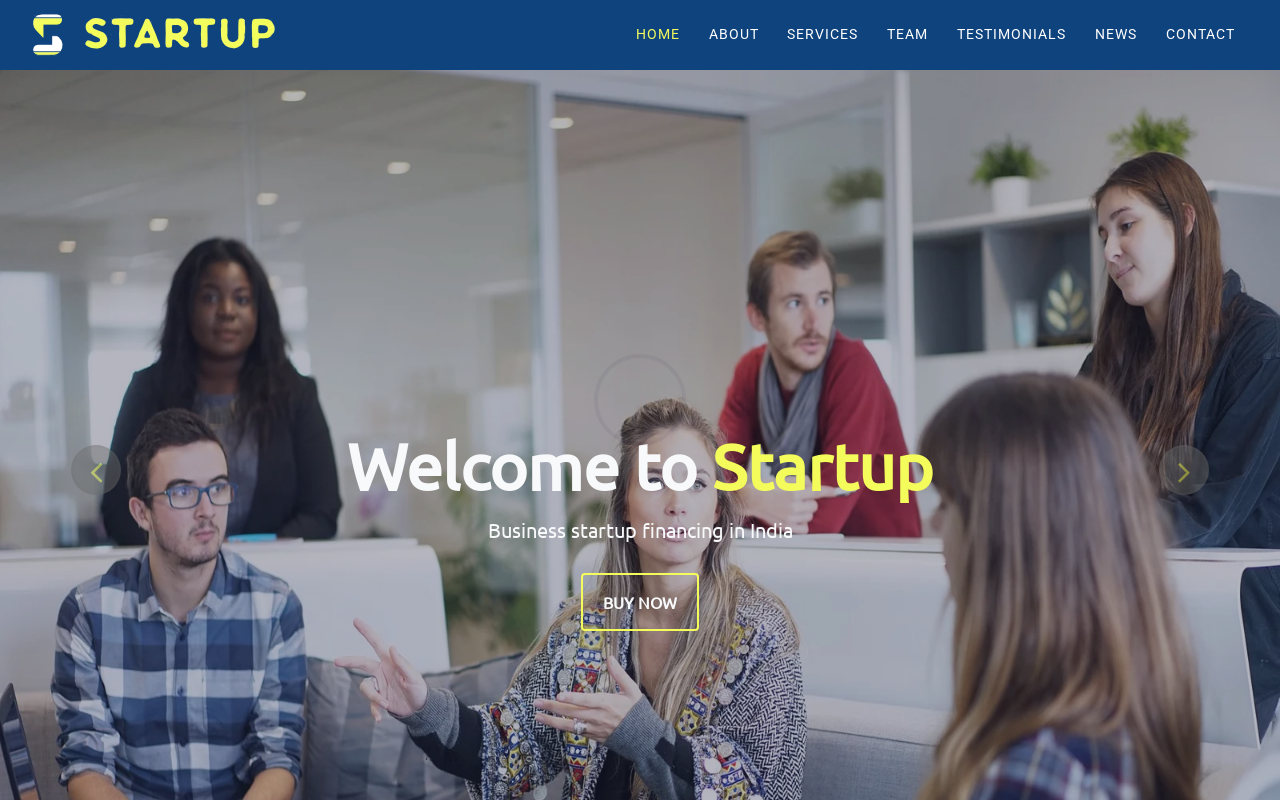 STARTUP
HOME ABOUT SERVICES TEAM TESTIMONIALS NEWS CONTACT
Welcome to Startup
Business startup financing in India
BUY NOW